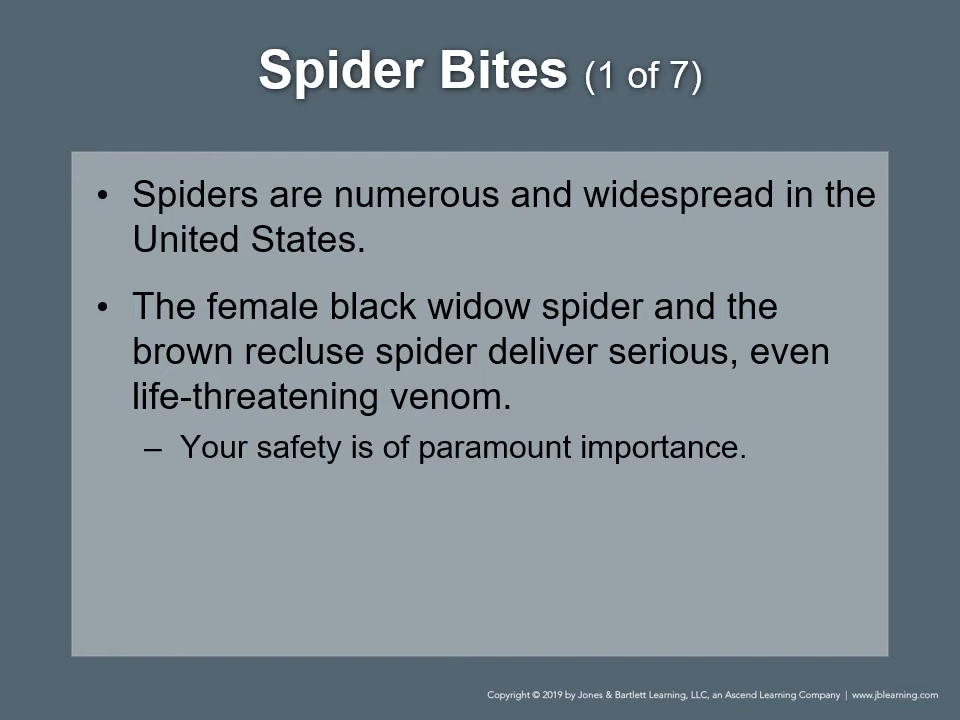 Spider Bites (1 of 7)
• Spiders are numerous and widespread in the
United States.
• The female black widow spider and the
brown recluse spider deliver serious, even
life-threatening venom.
– Your safety is of paramount importance.
Copyright © 2019 by Jones & Bartlett Learning, LLC, an Ascend Learning Company | www.jblearning.com